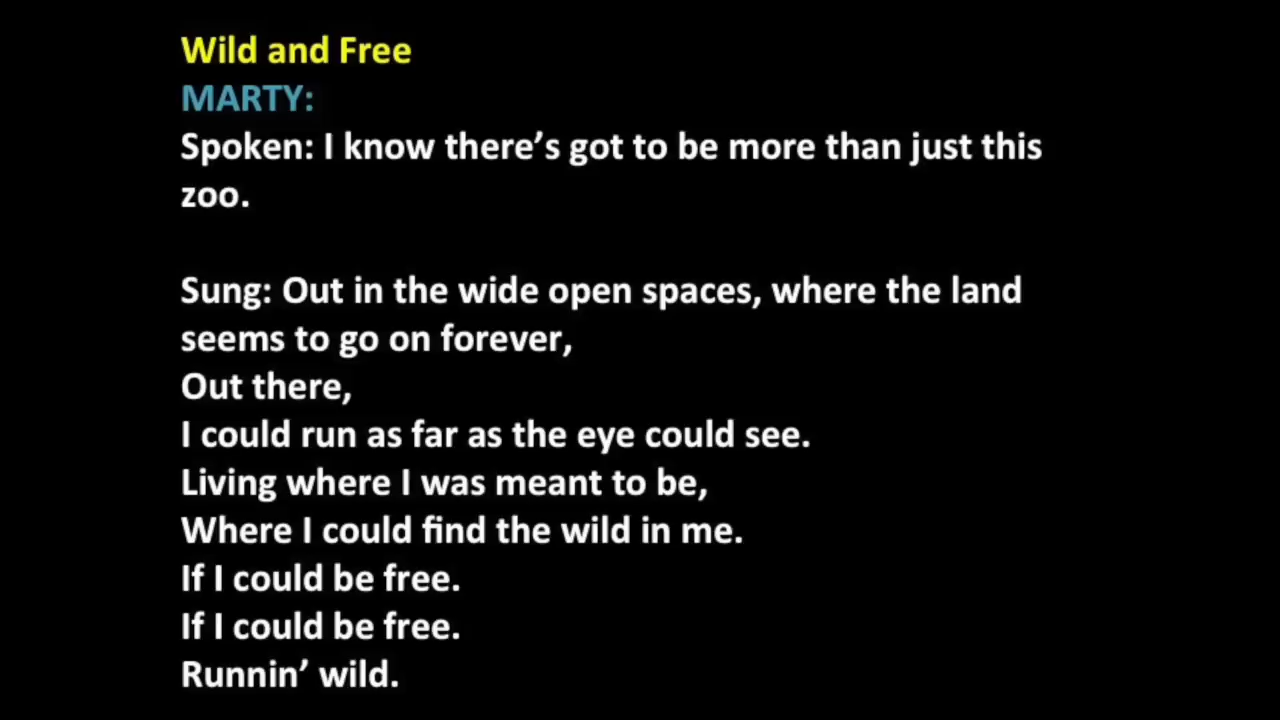 Wild and Free
MARTY:
Spoken: I know there’s got to be more than just this
zoo.
Sung: Out in the wide open spaces, where the land
seems to go on forever,
Out there,
I could run as far as the eye could see.
Living where I was meant to be,
Where I could find the wild in me.
If I could be free.
If I could be free.
Runnin’ wild.